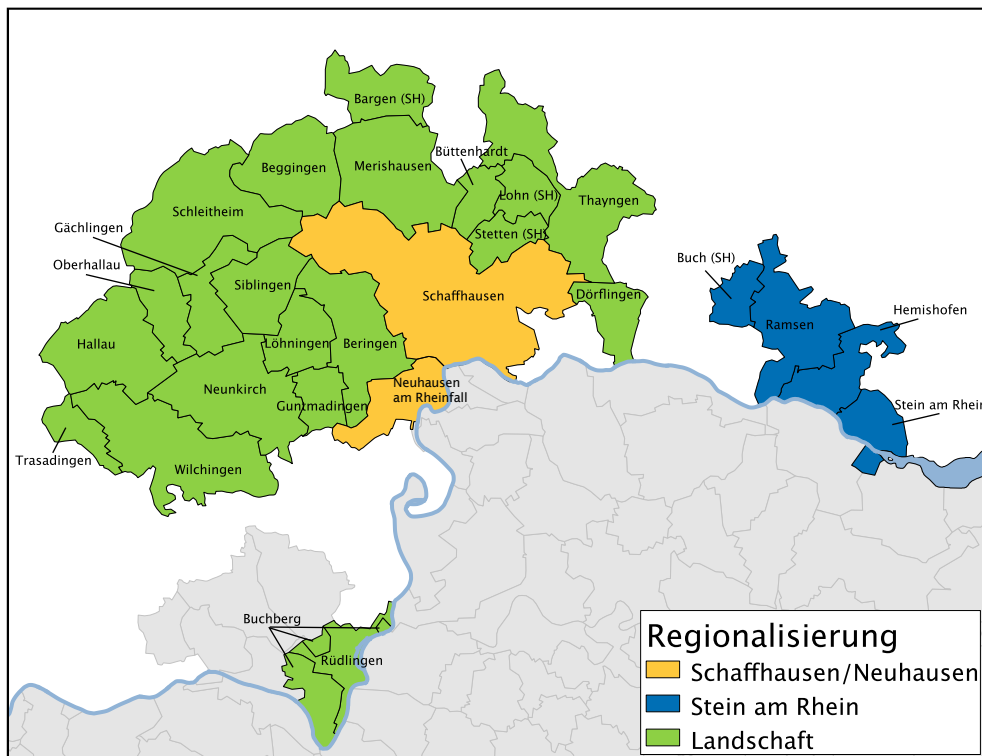 Bargen (SH)
Büttenhardt
Beggingen
Merishausen
Lohn (SH)
Thayngen
Schleitheim
Gächlingen
Stetten (SH)
Oberhallau
Buch (SH)
Siblingen
Schaffhausen
Dörflingen
Hemishofen
Ramsen
Hallau
Löhningen
Beringen
Neunkirch
Neuhausen
am Rheinfall
Guntmadingen
Stein am Rhein
Trasadingen
Wilchingen
Buchberg
Rüdlingen
Regionalisierung
Schaffhausen/Neuhausen
Stein am Rhein
Landschaft